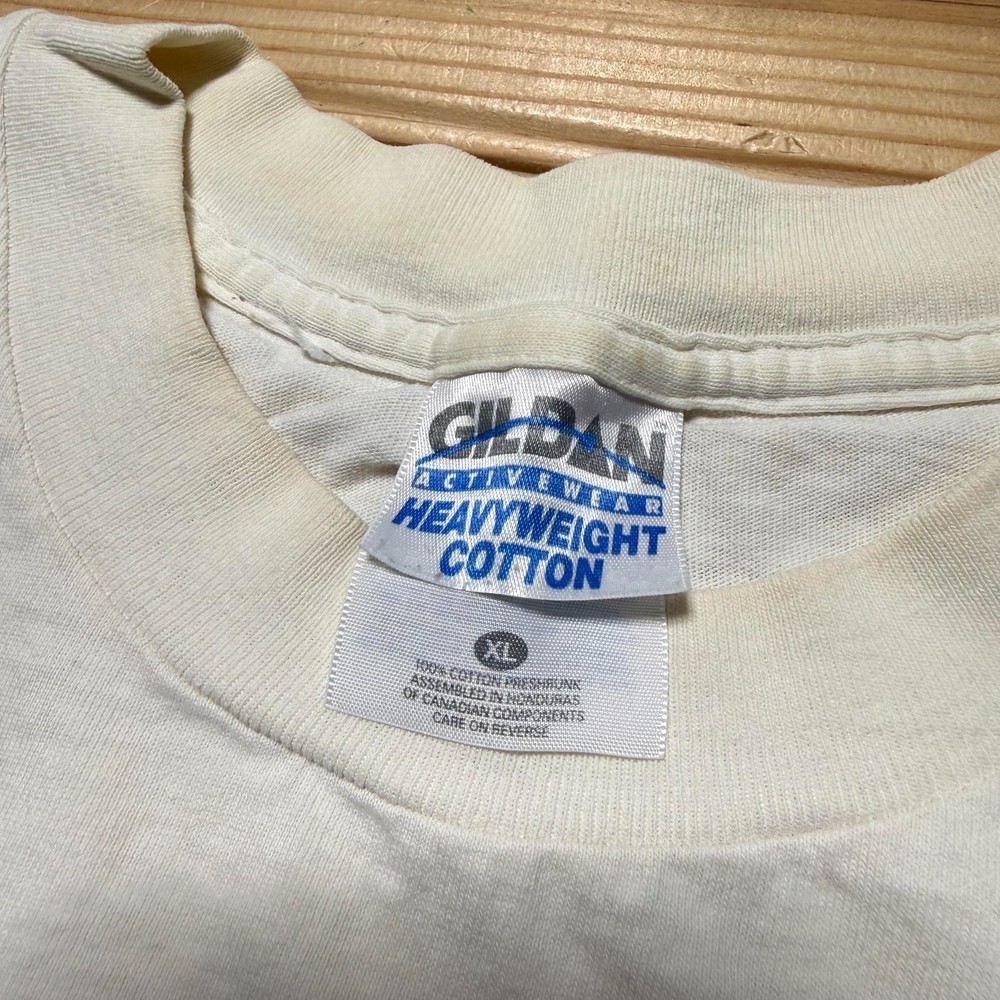 GILDAN
ACTIVEWEAR
HEAVYWEIGHT
COTTON
XL
100% COTTON PRESHRUNK
ASSEMBLED IN HONDURAS
OF CANADIAN COMPONENTS
CARE ON REVERSE